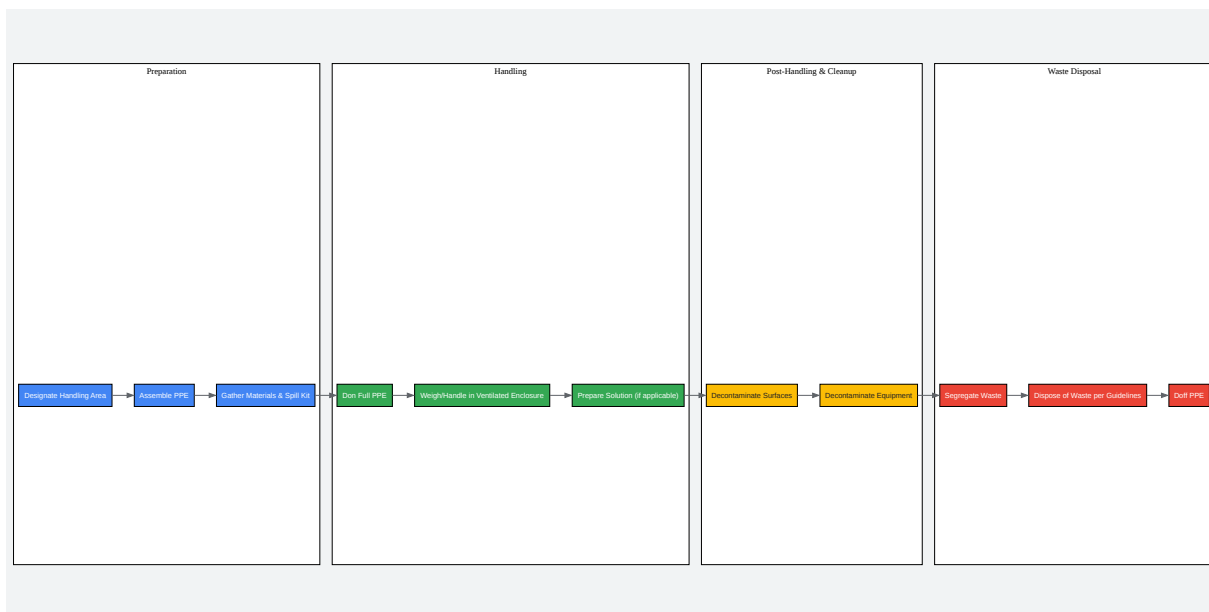 Preparation
Handling
Post-Handling & Cleanup
Waste Disposal
Designate Handling Area
Assemble PPE
Gather Materials & Spill Kit
Don Full PPE
Weigh/Handle in Ventilated Enclosure
Prepare Solution (if applicable)
Decontaminate Surfaces
Decontaminate Equipment
Segregate Waste
Dispose of Waste per Guidelines
Doff PPE